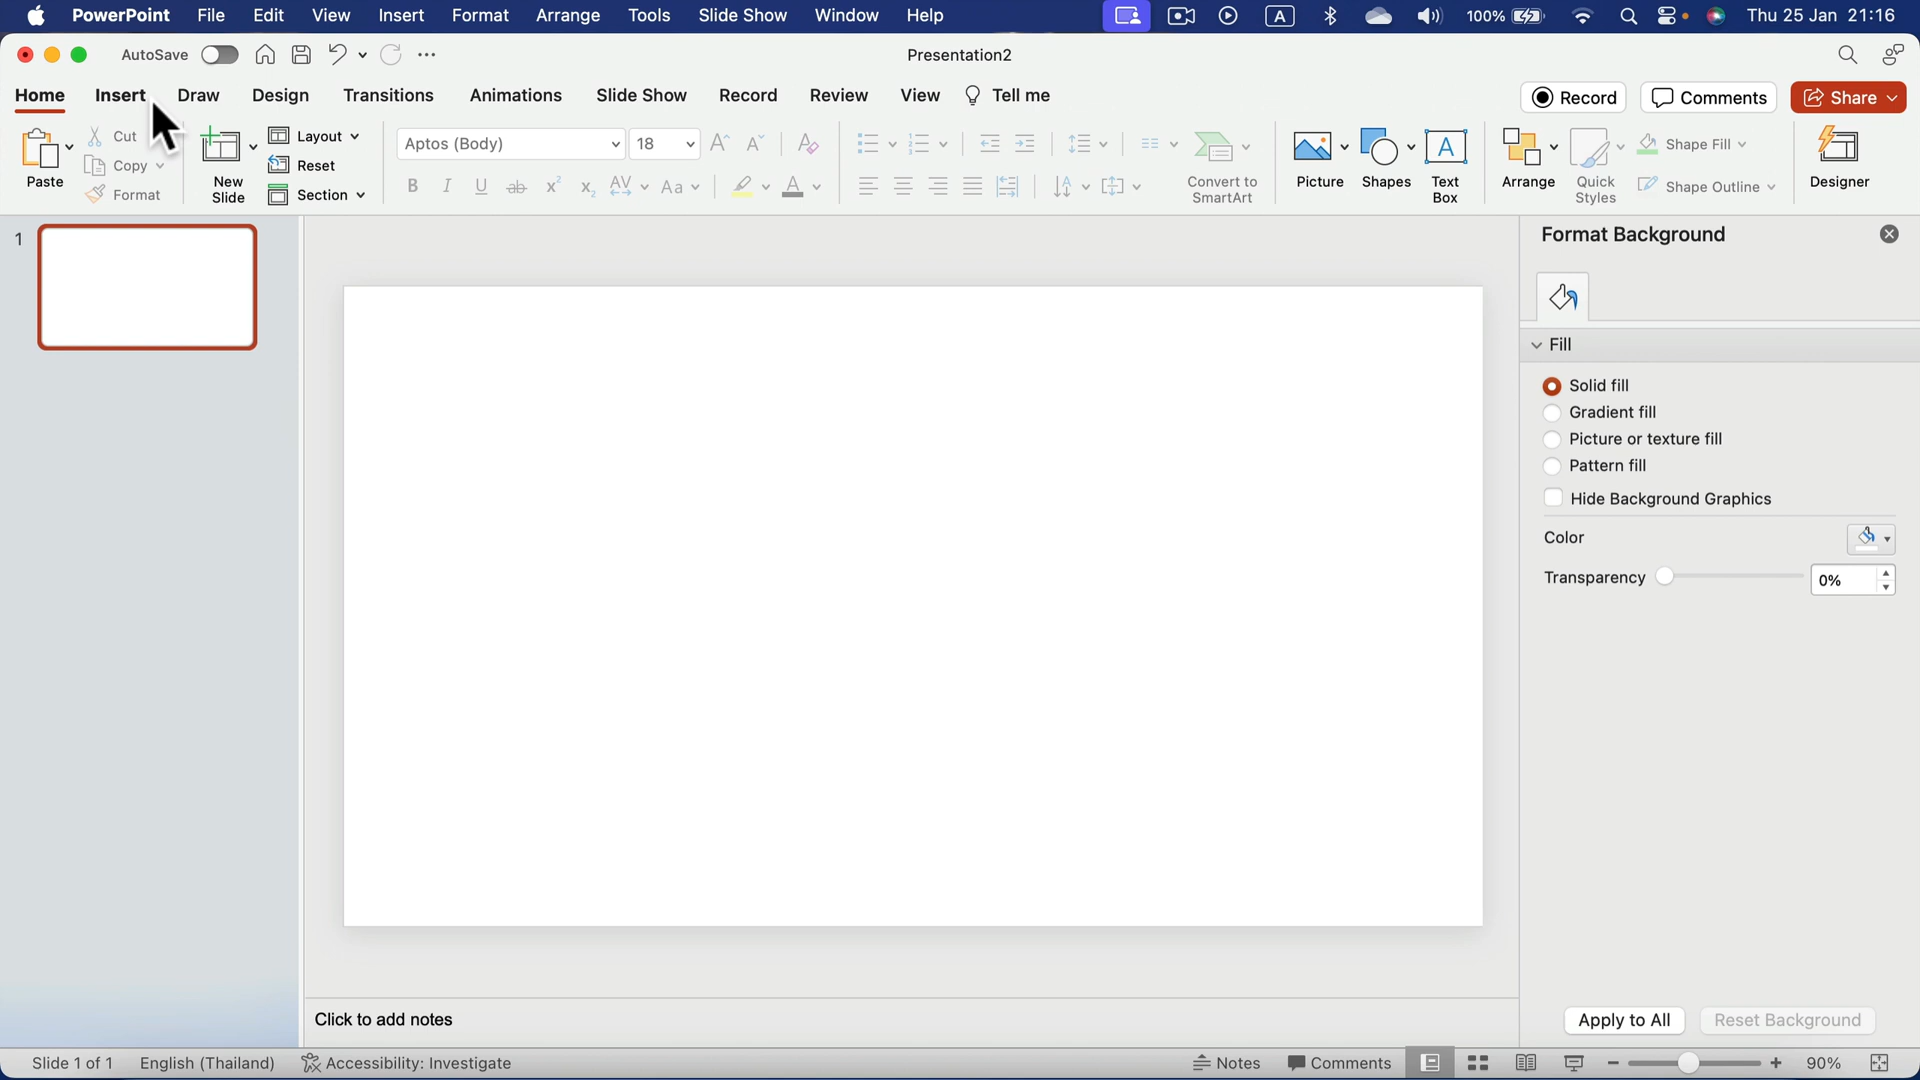 PowerPoint File Edit View Insert Format Arrange Tools Slide Show Window Help A 100% Thu 25 Jan 21:16
AutoSave Presentation2
Home Insert Draw Design Transitions Animations Slide Show Record Review View Tell me Record Comments Share
Paste
Cut
Copy
Format
New
Slide
Layout
Reset
Section
Aptos (Body) 18
B I U ab x² x₂ AV Aa A
Convert to
SmartArt
Picture
Shapes
A
Text
Box
Arrange
Quick
Styles
Shape Fill
Shape Outline
Designer
1
Format Background
Fill
Solid fill
Gradient fill
Picture or texture fill
Pattern fill
Hide Background Graphics
Color
Transparency 0%
Apply to All Reset Background
Click to add notes
Slide 1 of 1 English (Thailand) Accessibility: Investigate Notes Comments 90%